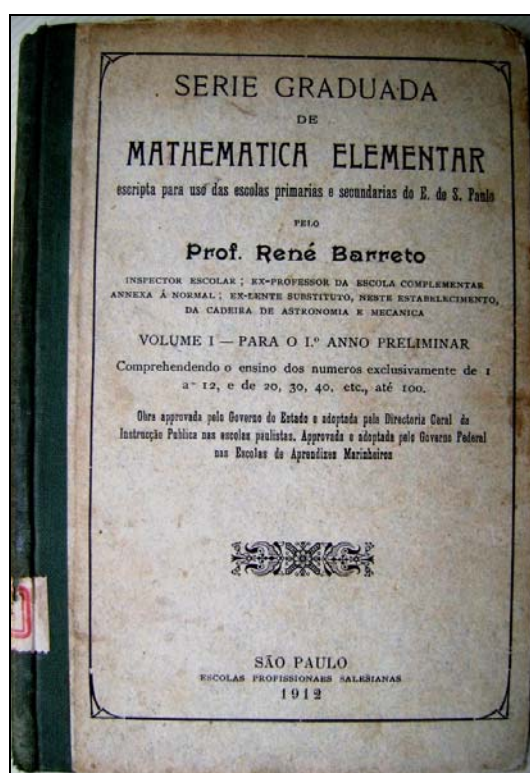 SERIE GRADUADA
DE
MATHEMATICA ELEMENTAR
escripta para uso das escolas primarias e secundarias do E. de S. Paulo
PELO
Prof. René Barreto
INSPECTOR ESCOLAR ; EX-PROFESSOR DA ESCOLA COMPLEMENTAR
ANNEXA Á NORMAL ; EX-LENTE SUBSTITUTO, NESTE ESTABELECIMENTO,
DA CADEIRA DE ASTRONOMIA E MECANICA
VOLUME I — PARA O I.º ANNO PRELIMINAR
Comprehendendo o ensino dos numeros exclusivamente de 1
a 12, e de 20, 30, 40, etc., até 100.
Obra approvada pelo Governo do Estado e adoptada pela Directoria Geral da
Instrucção Publica nas escolas paulistas. Approvada e adoptada pelo Governo Federal
nas Escolas de Aprendizes Marinheiros
SÃO PAULO
ESCOLAS PROFISSIONAES SALESIANAS
1912